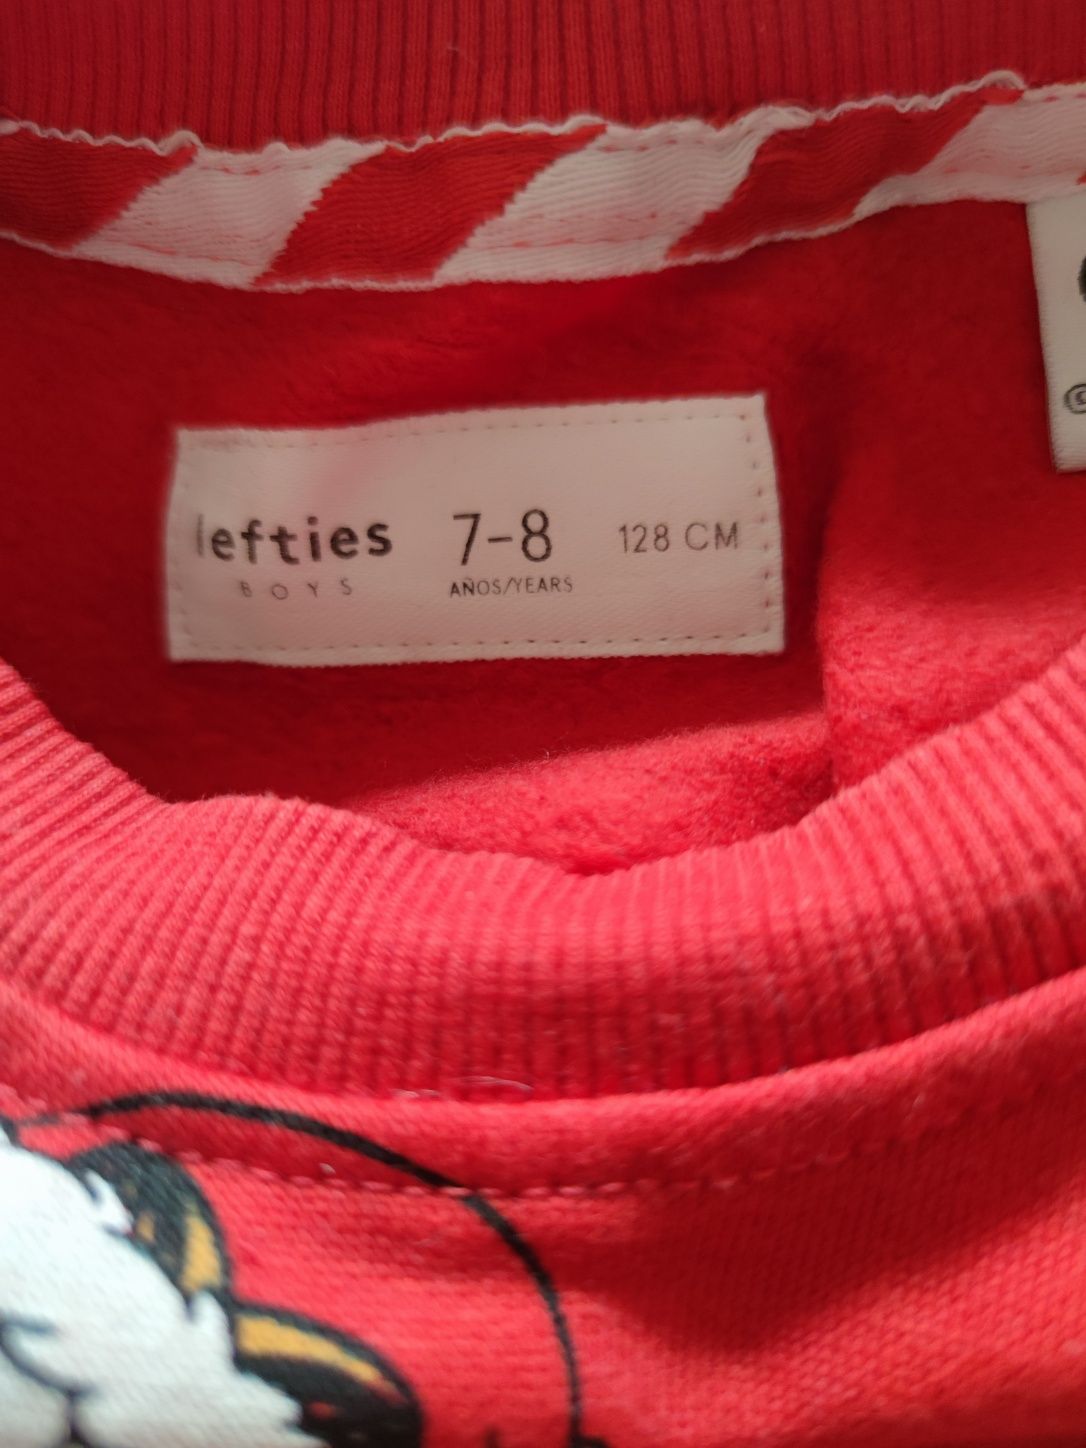 lefties
BOYS
7-8
AÑOS/YEARS
128 CM
©